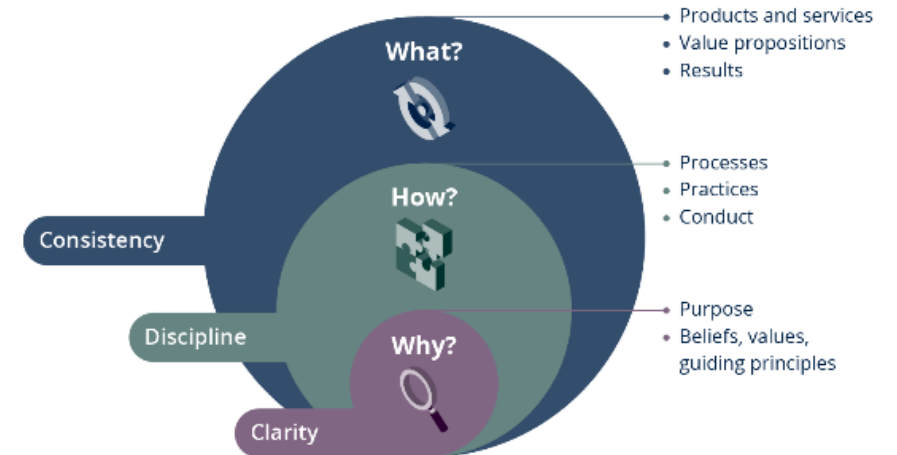 What?
Products and services
Value propositions
Results
How?
Processes
Practices
Conduct
Consistency
Why?
Purpose
Beliefs, values,
guiding principles
Discipline
Clarity